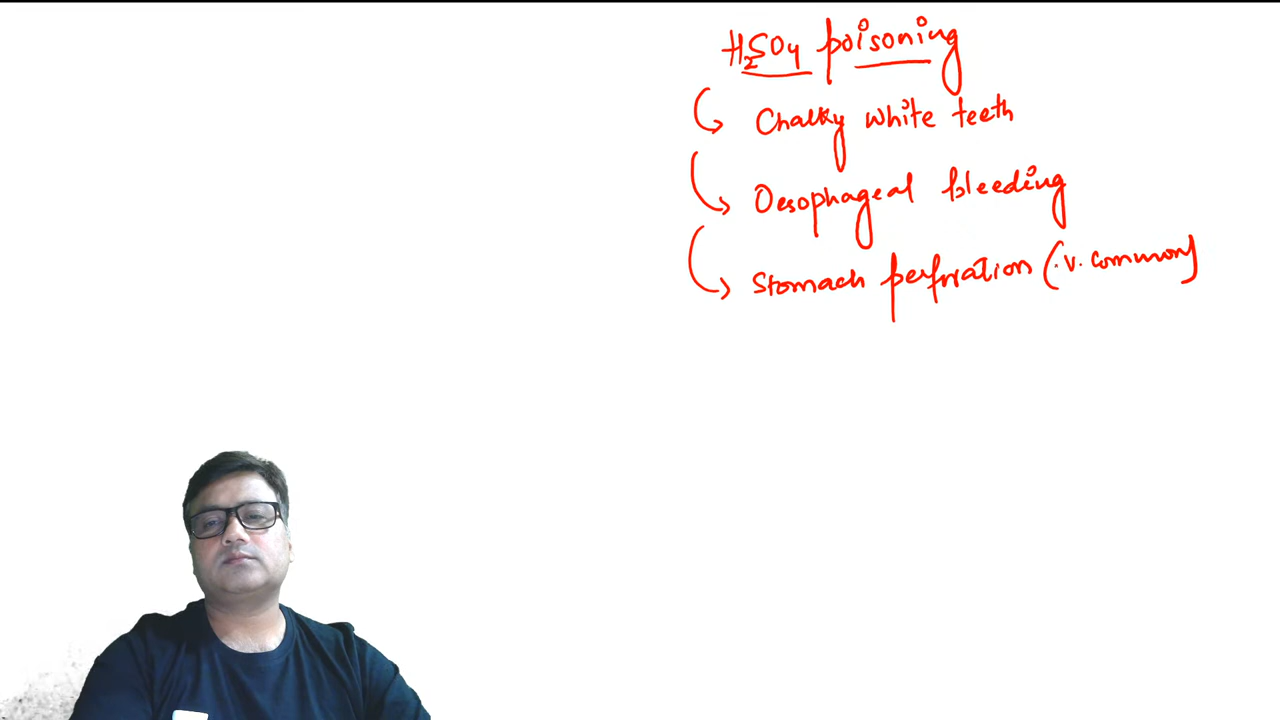 H2SO4 poisoning
Chalky white teeth
Oesophageal bleeding
Stomach perforation (v. common)